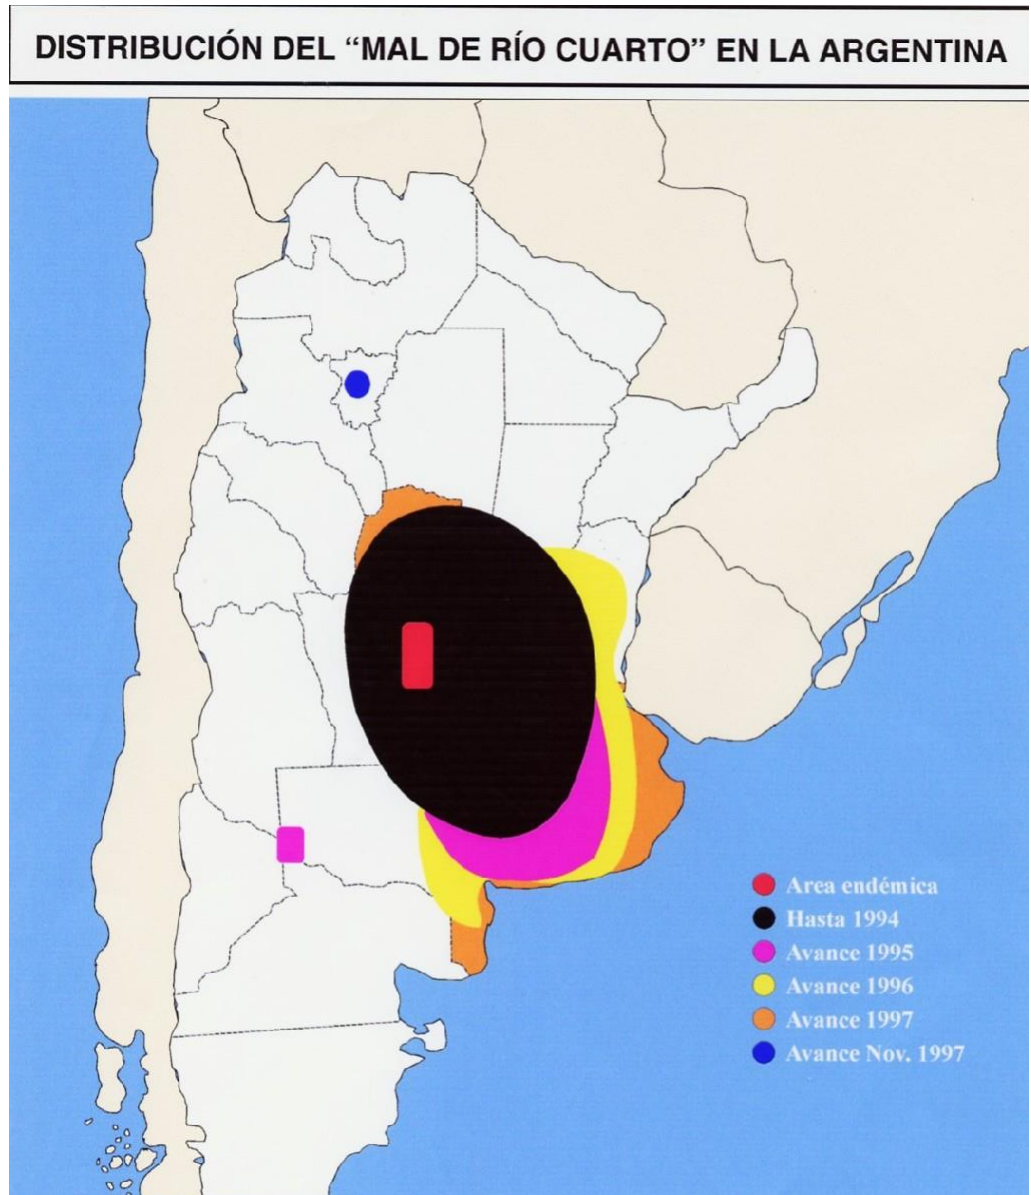 DISTRIBUCIÓN DEL “MAL DE RÍO CUARTO” EN LA ARGENTINA
Area endémica
Hasta 1994
Avance 1995
Avance 1996
Avance 1997
Avance Nov. 1997